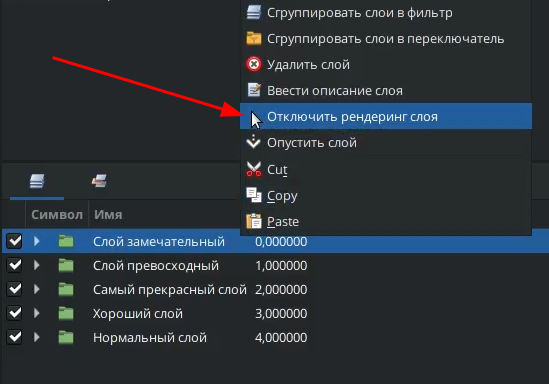 Сгруппировать слои в фильтр
Сгруппировать слои в переключатель
Удалить слой
Ввести описание слоя
Отключить рендеринг слоя
Опустить слой
Cut
Copy
Paste
Символ Имя
Слой замечательный 0,000000
Слой превосходный 1,000000
Самый прекрасный слой 2,000000
Хороший слой 3,000000
Нормальный слой 4,000000